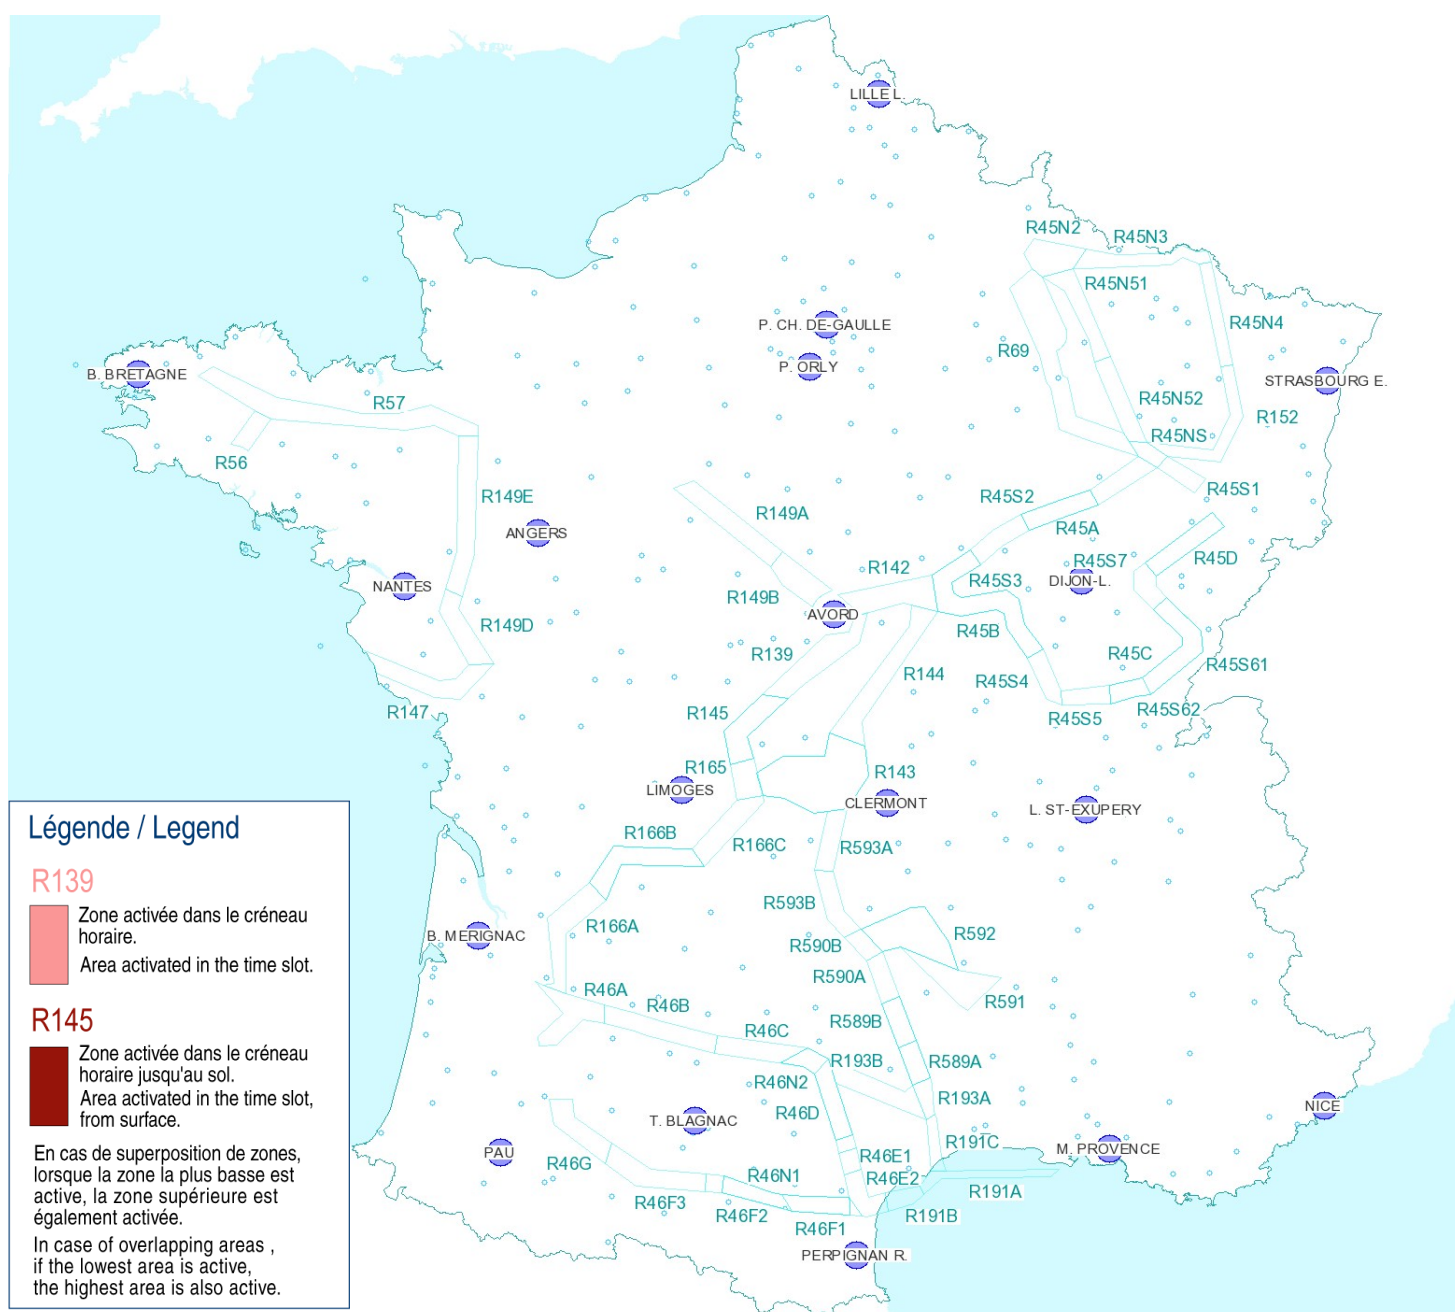 LILLE L.
R45N2
R45N3
R45N51
P. CH. DE-GAULLE
R45N4
R69
P. ORLY
B. BRETAGNE
STRASBOURG E.
R57
R45N52
R152
R45NS
R56
R149E
R45S2
R45S1
R149A
ANGERS
R45A
R45S7
R45D
R142
DIJON-L.
R45S3
NANTES
R149B
AVORD
R149D
R45B
R139
R45C
R45S61
R144
R45S4
R147
R145
R45S5
R45S62
R165
R143
LIMOGES
CLERMONT
L. ST-EXUPERY
R166B
R166C
R593A
R593B
R166A
B. MERIGNAC
R592
R590B
R590A
R46A
R591
R46B
R589B
R46C
R193B
R589A
R46N2
R193A
R46D
NICE
T. BLAGNAC
R191C
PAU
M. PROVENCE
R46E1
R46G
R46N1
R46E2
R191A
R46F3
R46F2
R191B
R46F1
PERPIGNAN R.
Légende / Legend
R139
Zone activée dans le créneau
horaire.
Area activated in the time slot.
R145
Zone activée dans le créneau
horaire jusqu'au sol.
Area activated in the time slot,
from surface.
En cas de superposition de zones,
lorsque la zone la plus basse est
active, la zone supérieure est
également activée.
In case of overlapping areas ,
if the lowest area is active,
the highest area is also active.